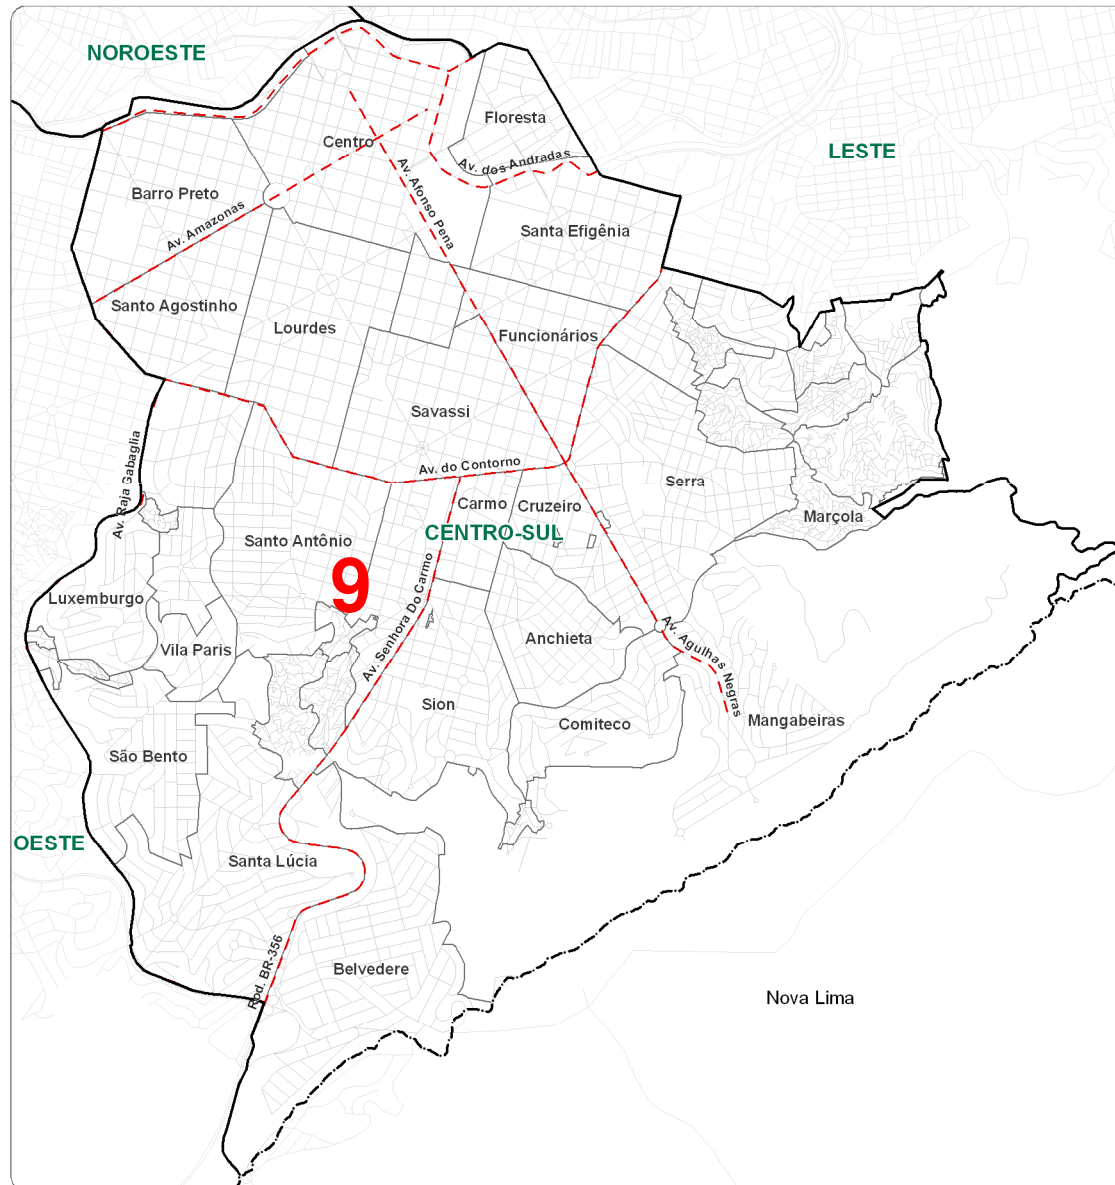 NOROESTE
Floresta
Centro
LESTE
Av. dos Andradas
Barro Preto
Av. Afonso Pena
Av. Amazonas
Santa Efigênia
Santo Agostinho
Lourdes
Funcionários
Savassi
Av. do Contorno
Av. Raja Gabaglia
Serra
Carmo
Cruzeiro
Marçola
CENTRO-SUL
Santo Antônio
9
Luxemburgo
Av. Senhora Do Carmo
Anchieta
Vila Paris
Av. Agulhas Negras
Sion
Comiteco
Mangabeiras
São Bento
OESTE
Santa Lúcia
Rod. BR-356
Belvedere
Nova Lima